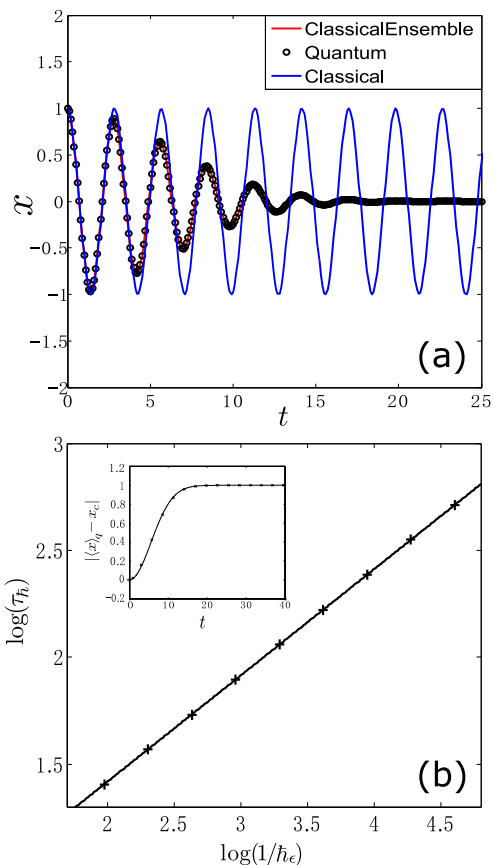 2
1.5
1
0.5
0
−0.5
−1
−1.5
−2
x
ClassicalEnsemble
Quantum
Classical
(a)
0 5 10 15 20 25
t
3
2.5
2
1.5
log(τℏ)
1.2
1
0.8
0.6
0.4
0.2
0
-0.2
|⟨x⟩q − xc|
0 10 20 30 40
t
(b)
2 2.5 3 3.5 4 4.5
log(1/ℏϵ)